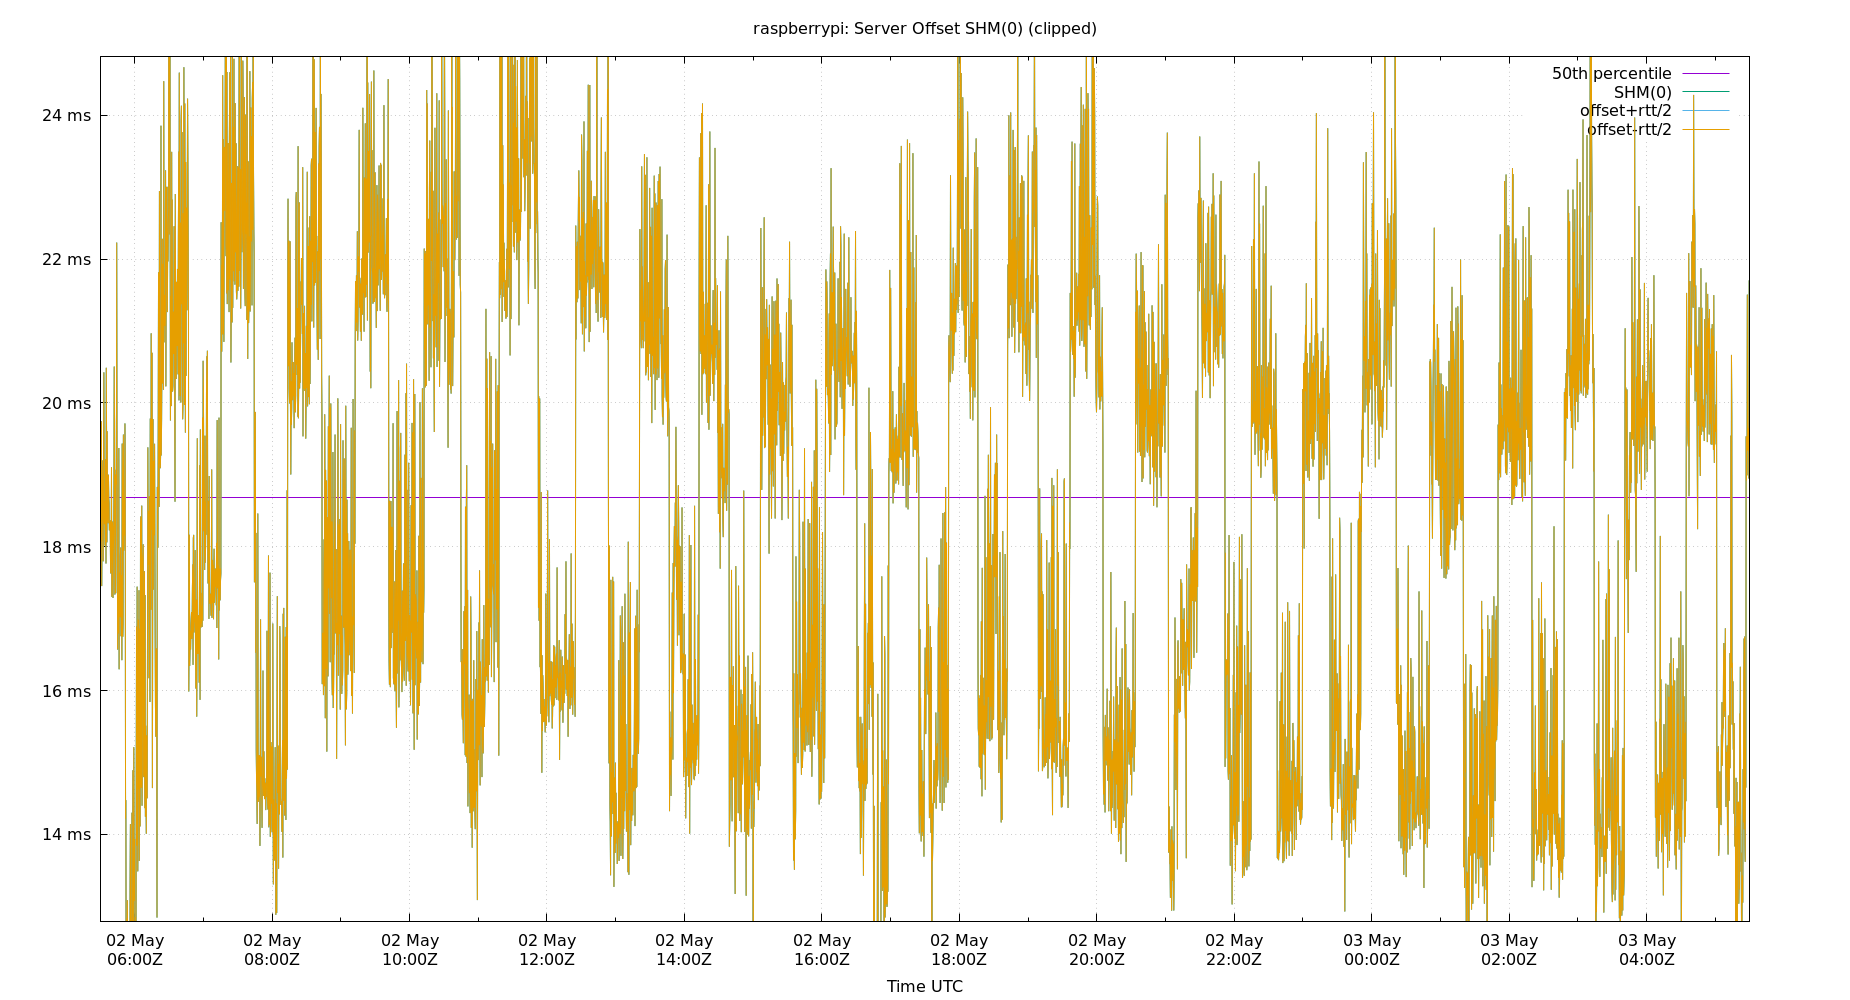 raspberrypi: Server Offset SHM(0) (clipped)
50th percentile
SHM(0)
offset+rtt/2
offset-rtt/2
24 ms
22 ms
20 ms
18 ms
16 ms
14 ms
02 May 02 May 02 May 02 May 02 May 02 May 02 May 02 May 02 May 03 May 03 May 03 May
06:00Z 08:00Z 10:00Z 12:00Z 14:00Z 16:00Z 18:00Z 20:00Z 22:00Z 00:00Z 02:00Z 04:00Z
Time UTC